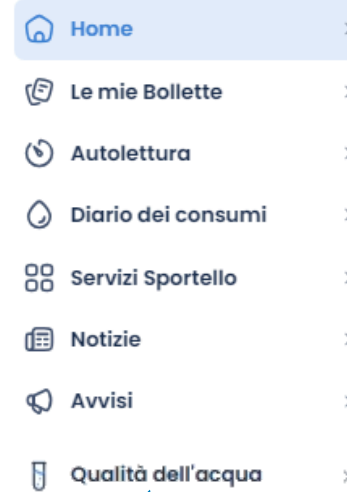 Home
Le mie Bollette
Autolettura
Diario dei consumi
Servizi Sportello
Notizie
Avvisi
Qualità dell'acqua